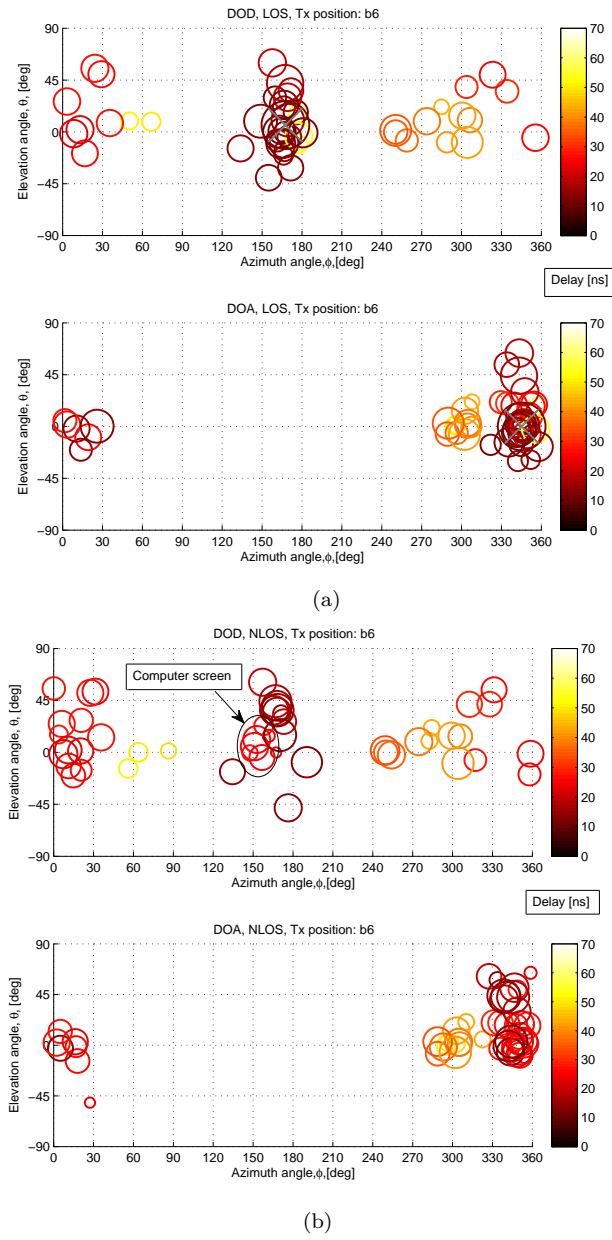 DOD, LOS, Tx position: b6
Elevation angle, θ, [deg]
90
45
0
−45
−90
0 30 60 90 120 150 180 210 240 270 300 330 360
Azimuth angle,ϕ,[deg]
70
60
50
40
30
20
10
0
Delay [ns]
DOA, LOS, Tx position: b6
Elevation angle, θ, [deg]
90
45
0
−45
−90
0 30 60 90 120 150 180 210 240 270 300 330 360
Azimuth angle,ϕ,[deg]
70
60
50
40
30
20
10
0
(a)
DOD, NLOS, Tx position: b6
Computer screen
Elevation angle, θ, [deg]
90
45
0
−45
−90
0 30 60 90 120 150 180 210 240 270 300 330 360
Azimuth angle,ϕ,[deg]
70
60
50
40
30
20
10
0
Delay [ns]
DOA, NLOS, Tx position: b6
Elevation angle, θ, [deg]
90
45
0
−45
−90
0 30 60 90 120 150 180 210 240 270 300 330 360
Azimuth angle,ϕ,[deg]
70
60
50
40
30
20
10
0
(b)